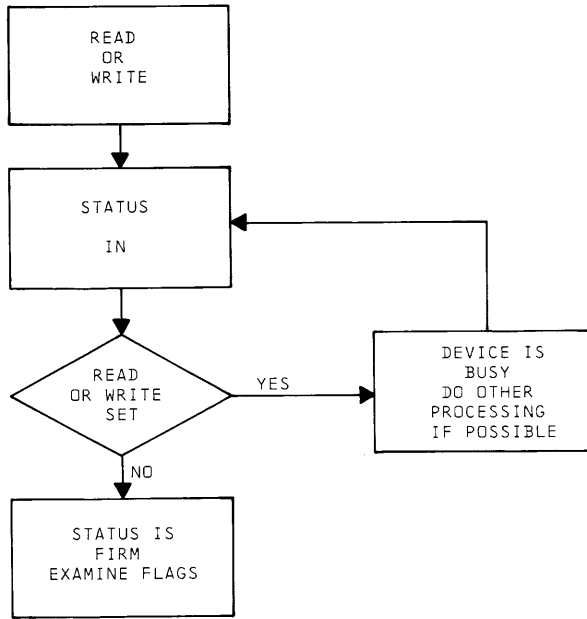 READ
OR
WRITE
STATUS
IN
READ
OR WRITE
SET
YES
DEVICE IS
BUSY
DO OTHER
PROCESSING
IF POSSIBLE
NO
STATUS IS
FIRM
EXAMINE FLAGS